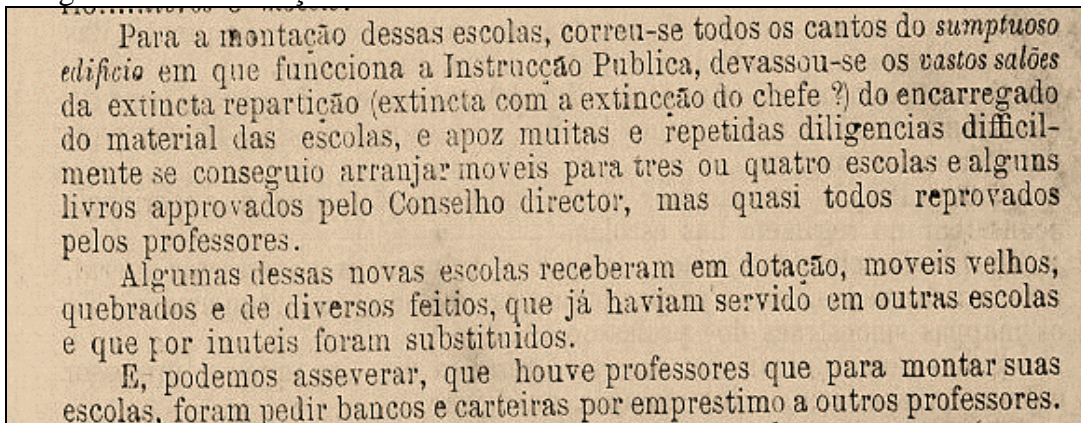 Para a montação dessas escolas, correu-se todos os cantos do sumptuoso
edificio em que funcciona a Instrucção Publica, devassou-se os vastos salões
da extincta repartição (extincta com a extincção do chefe ?) do encarregado
do material das escolas, e apoz muitas e repetidas diligencias difficil-
mente se conseguio arranjar moveis para tres ou quatro escolas e alguns
livros approvados pelo Conselho director, mas quasi todos reprovados
pelos professores.
Algumas dessas novas escolas receberam em dotação, moveis velhos,
quebrados e de diversos feitios, que já haviam servido em outras escolas
e que por inuteis foram substituidos.
E, podemos asseverar, que houve professores que para montar suas
escolas, foram pedir bancos e carteiras por emprestimo a outros professores.